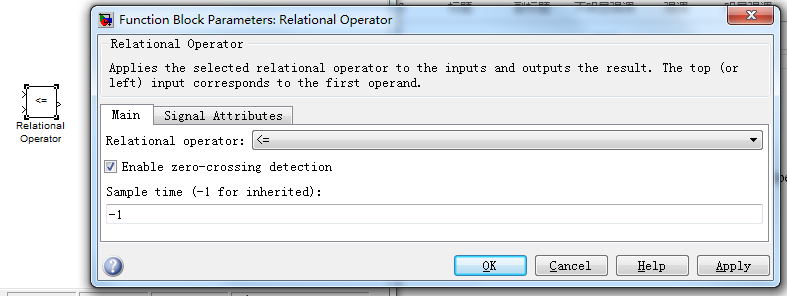 Function Block Parameters: Relational Operator
Relational Operator
Applies the selected relational operator to the inputs and outputs the result. The top (or
left) input corresponds to the first operand.
Main
Signal Attributes
Relational operator:
<=
Enable zero-crossing detection
Sample time (-1 for inherited):
-1
OK
Cancel
Help
Apply
<=
Relational
Operator